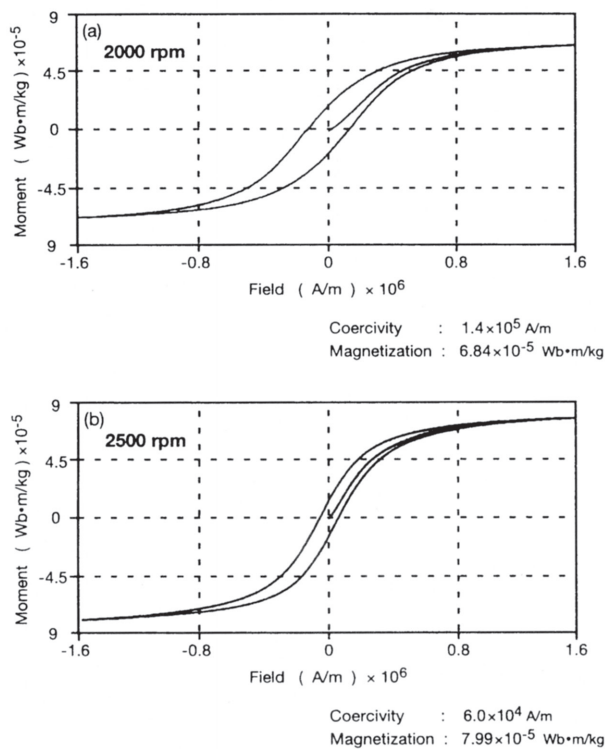 (a)
2000 rpm
Moment ( Wb•m/kg ) ×10⁻⁵
9
4.5
0
-4.5
9
-1.6 -0.8 0 0.8 1.6
Field ( A/m ) × 10⁶
Coercivity : 1.4×10⁵ A/m
Magnetization : 6.84×10⁻⁵ Wb•m/kg
(b)
2500 rpm
Moment ( Wb•m/kg ) ×10⁻⁵
9
4.5
0
-4.5
9
-1.6 -0.8 0 0.8 1.6
Field ( A/m ) × 10⁶
Coercivity : 6.0×10⁴ A/m
Magnetization : 7.99×10⁻⁵ Wb•m/kg